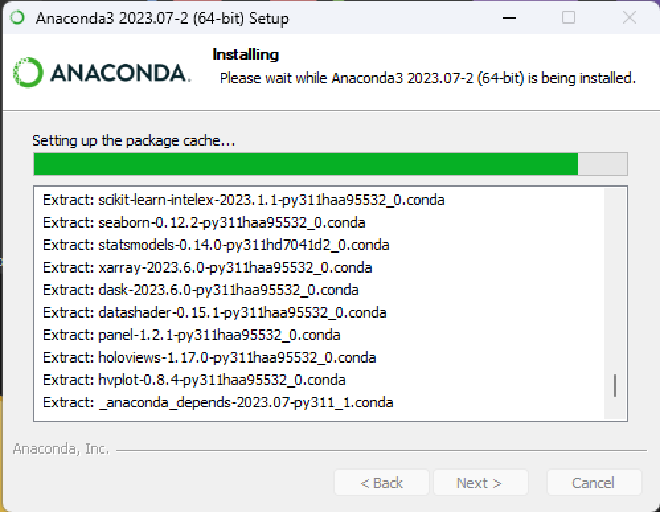 Anaconda3 2023.07-2 (64-bit) Setup
ANACONDA.
Installing
Please wait while Anaconda3 2023.07-2 (64-bit) is being installed.
Setting up the package cache...
Extract: scikit-learn-intelex-2023.1.1-py311haa95532_0.conda
Extract: seaborn-0.12.2-py311haa95532_0.conda
Extract: statsmodels-0.14.0-py311hd7041d2_0.conda
Extract: xarray-2023.6.0-py311haa95532_0.conda
Extract: dask-2023.6.0-py311haa95532_0.conda
Extract: datashader-0.15.1-py311haa95532_0.conda
Extract: panel-1.2.1-py311haa95532_0.conda
Extract: holoviews-1.17.0-py311haa95532_0.conda
Extract: hvplot-0.8.4-py311haa95532_0.conda
Extract: _anaconda_depends-2023.07-py311_1.conda
Anaconda, Inc.
< Back
Next >
Cancel